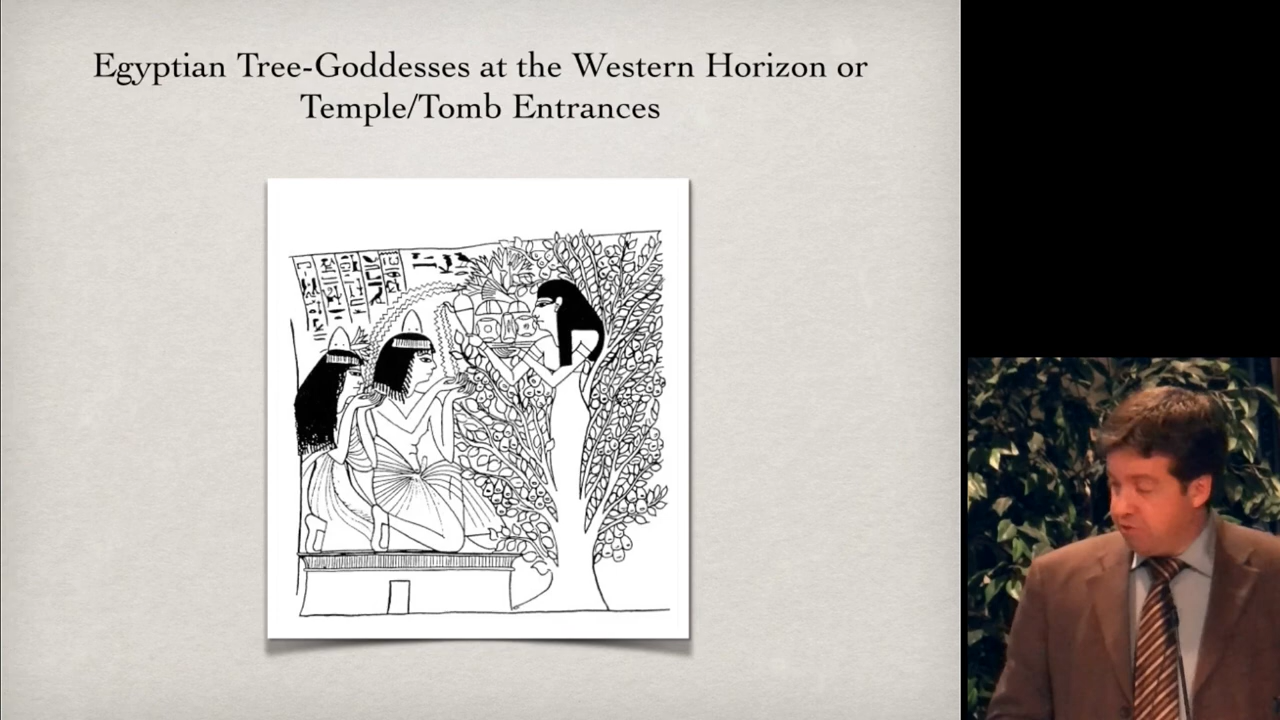 Egyptian Tree-Goddesses at the Western Horizon or
Temple/Tomb Entrances